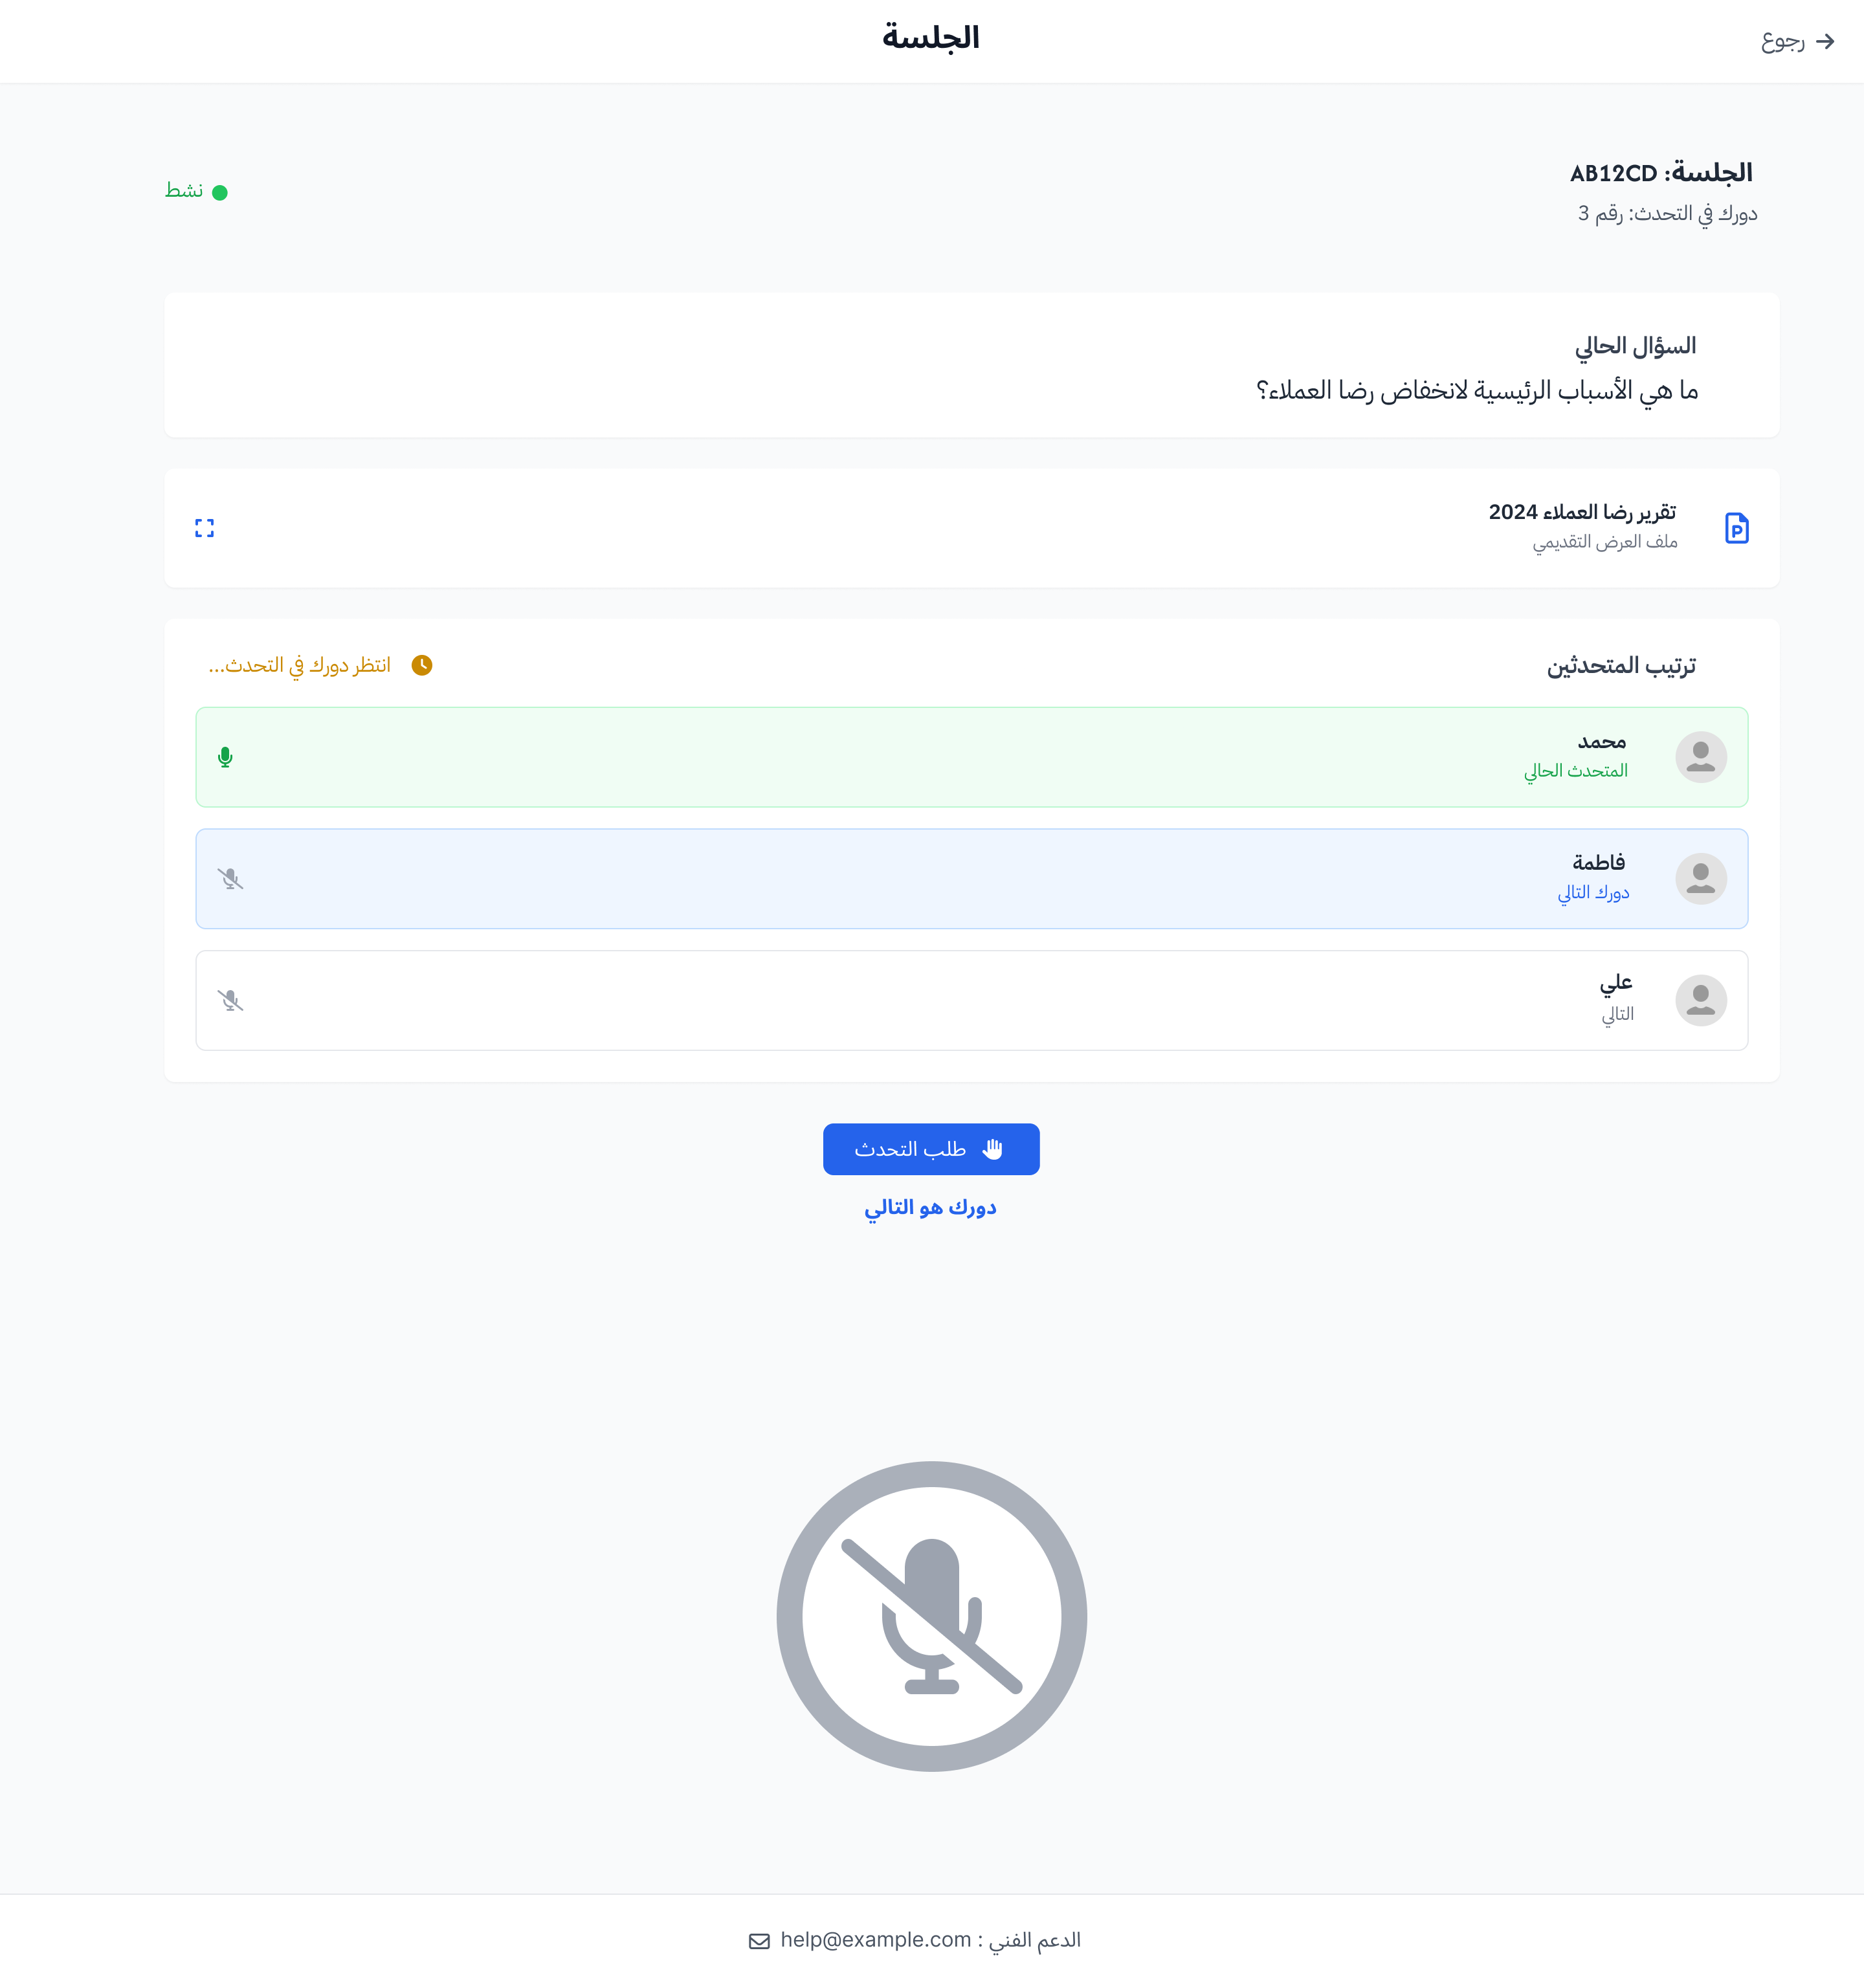 رجوع
الجلسة
الجلسة: AB12CD
دورك في التحدث: رقم 3
نشط
السؤال الحالي
ما هي الأسباب الرئيسية لانخفاض رضا العملاء؟
تقرير رضا العملاء 2024
ملف العرض التقديمي
ترتيب المتحدثين
انتظر دورك في التحدث...
محمد
المتحدث الحالي
فاطمة
دورك التالي
علي
التالي
طلب التحدث
دورك هو التالي
الدعم الفني : help@example.com